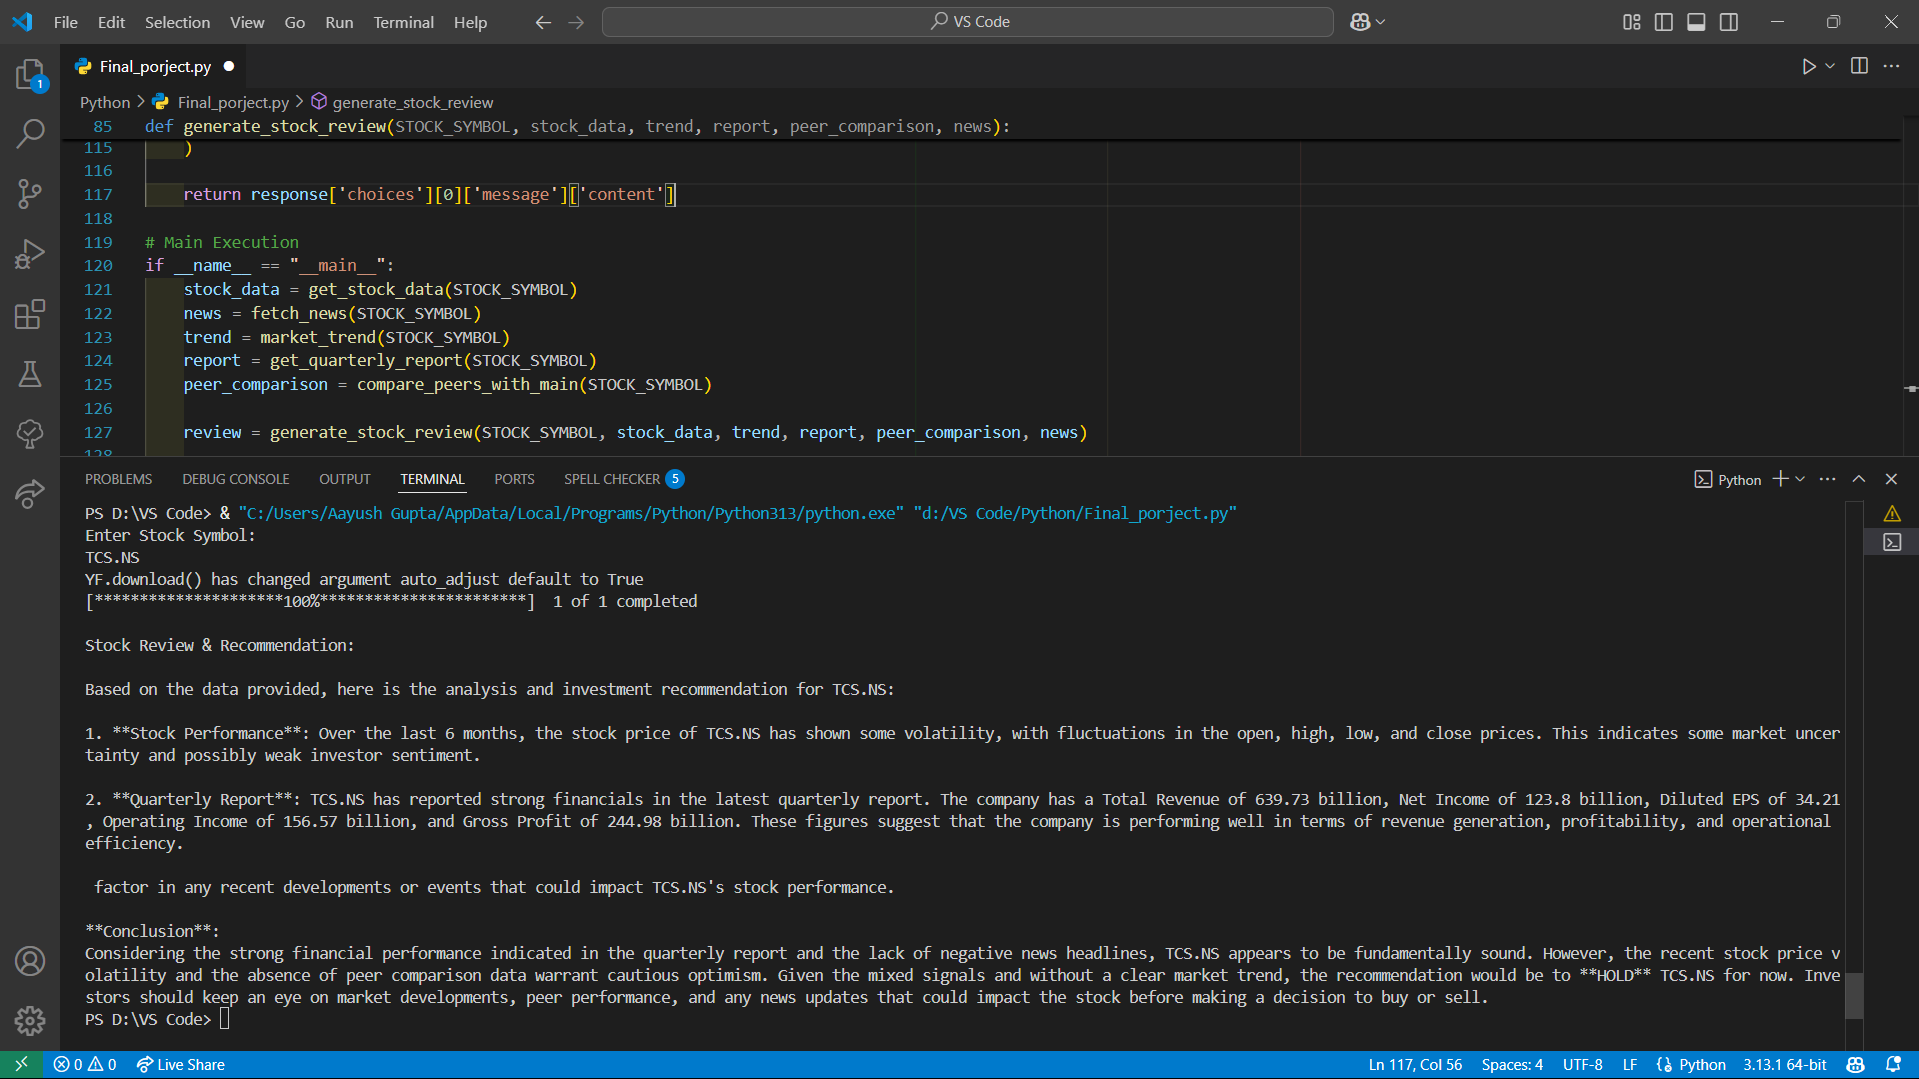 File Edit Selection View Go Run Terminal Help
VS Code
1
Final_porject.py
Python > Final_porject.py > generate_stock_review
85 def generate_stock_review(STOCK_SYMBOL, stock_data, trend, report, peer_comparison, news):
115 )
116
117 return response['choices'][0]['message']['content']
118
119 # Main Execution
120 if __name__ == "__main__":
121 stock_data = get_stock_data(STOCK_SYMBOL)
122 news = fetch_news(STOCK_SYMBOL)
123 trend = market_trend(STOCK_SYMBOL)
124 report = get_quarterly_report(STOCK_SYMBOL)
125 peer_comparison = compare_peers_with_main(STOCK_SYMBOL)
126
127 review = generate_stock_review(STOCK_SYMBOL, stock_data, trend, report, peer_comparison, news)
128
PROBLEMS DEBUG CONSOLE OUTPUT TERMINAL PORTS SPELL CHECKER 5
Python
PS D:\VS Code> & "C:/Users/Aayush Gupta/AppData/Local/Programs/Python/Python313/python.exe" "d:/VS Code/Python/Final_porject.py"
Enter Stock Symbol:
TCS.NS
YF.download() has changed argument auto_adjust default to True
[*********************100%***********************]  1 of 1 completed
Stock Review & Recommendation:
Based on the data provided, here is the analysis and investment recommendation for TCS.NS:
1. **Stock Performance**: Over the last 6 months, the stock price of TCS.NS has shown some volatility, with fluctuations in the open, high, low, and close prices. This indicates some market uncer
tainty and possibly weak investor sentiment.
2. **Quarterly Report**: TCS.NS has reported strong financials in the latest quarterly report. The company has a Total Revenue of 639.73 billion, Net Income of 123.8 billion, Diluted EPS of 34.21
, Operating Income of 156.57 billion, and Gross Profit of 244.98 billion. These figures suggest that the company is performing well in terms of revenue generation, profitability, and operational
efficiency.
factor in any recent developments or events that could impact TCS.NS's stock performance.
**Conclusion**:
Considering the strong financial performance indicated in the quarterly report and the lack of negative news headlines, TCS.NS appears to be fundamentally sound. However, the recent stock price v
olatility and the absence of peer comparison data warrant cautious optimism. Given the mixed signals and without a clear market trend, the recommendation would be to **HOLD** TCS.NS for now. Inve
stors should keep an eye on market developments, peer performance, and any news updates that could impact the stock before making a decision to buy or sell.
PS D:\VS Code>
0 0 Live Share Ln 117, Col 56 Spaces: 4 UTF-8 LF Python 3.13.1 64-bit